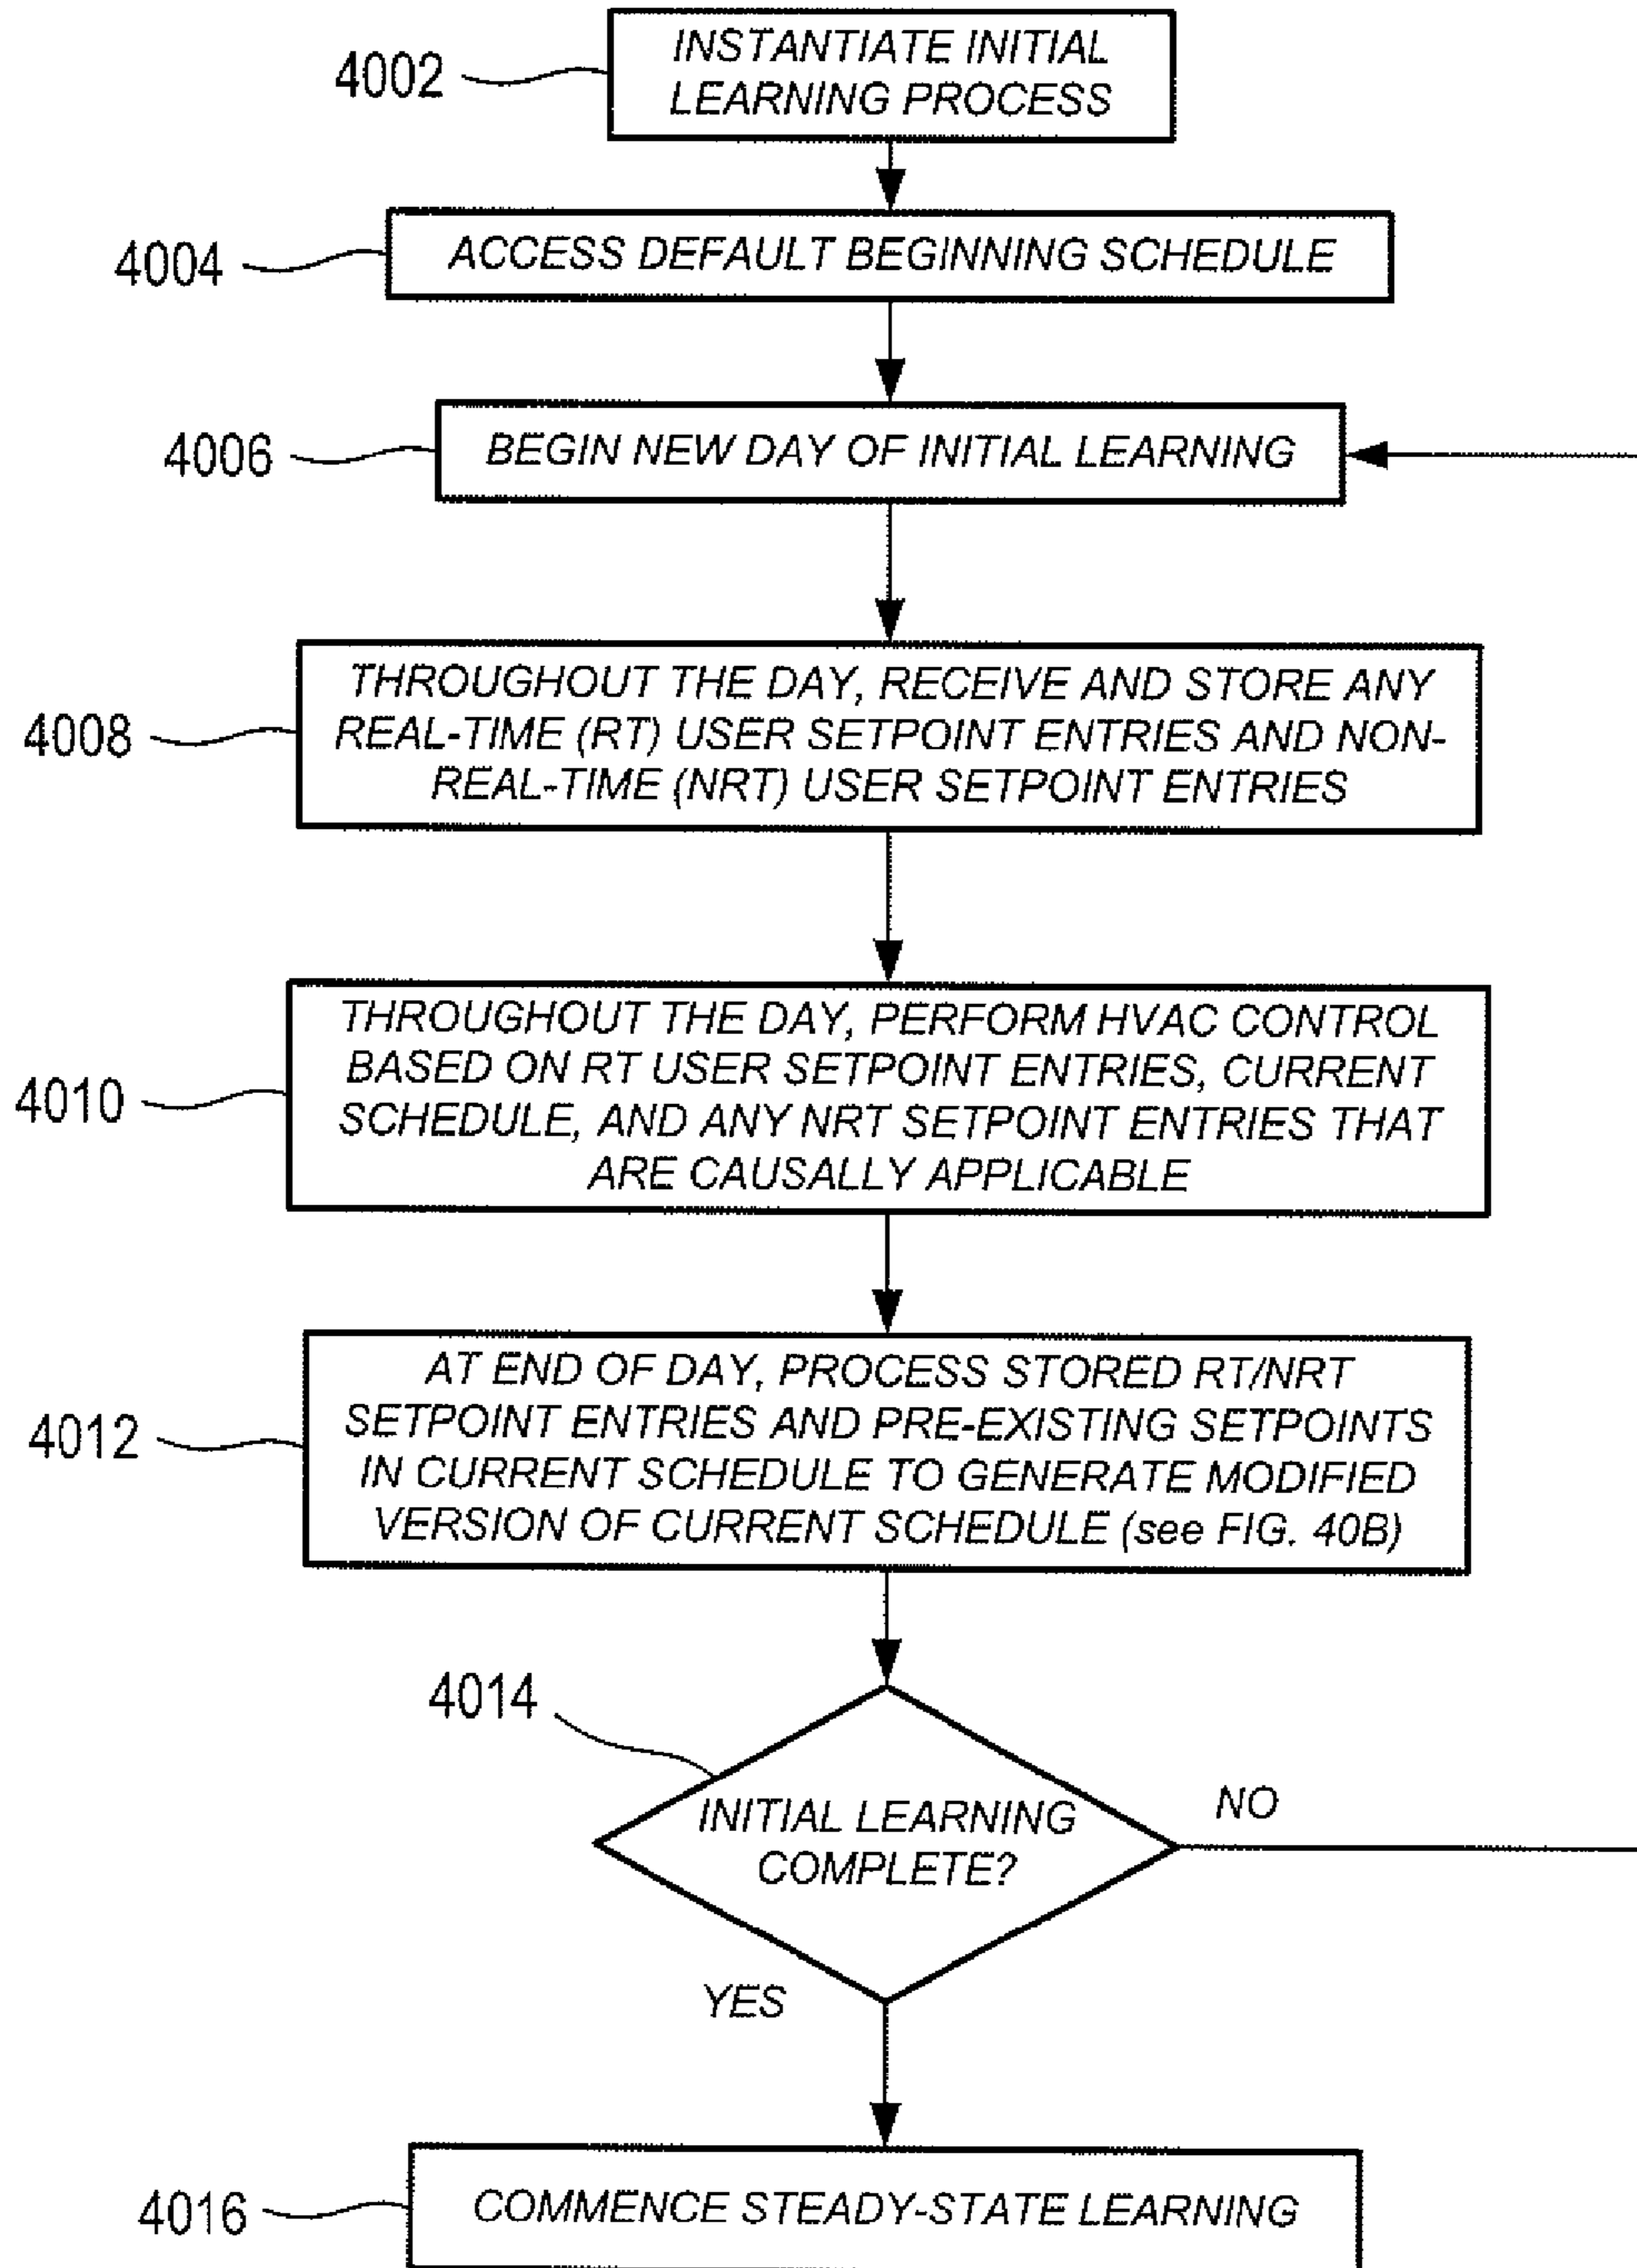 4002
INSTANTIATE INITIAL
LEARNING PROCESS
4004
ACCESS DEFAULT BEGINNING SCHEDULE
4006
BEGIN NEW DAY OF INITIAL LEARNING
4008
THROUGHOUT THE DAY, RECEIVE AND STORE ANY
REAL-TIME (RT) USER SETPOINT ENTRIES AND NON-
REAL-TIME (NRT) USER SETPOINT ENTRIES
4010
THROUGHOUT THE DAY, PERFORM HVAC CONTROL
BASED ON RT USER SETPOINT ENTRIES, CURRENT
SCHEDULE, AND ANY NRT SETPOINT ENTRIES THAT
ARE CAUSALLY APPLICABLE
4012
AT END OF DAY, PROCESS STORED RT/NRT
SETPOINT ENTRIES AND PRE-EXISTING SETPOINTS
IN CURRENT SCHEDULE TO GENERATE MODIFIED
VERSION OF CURRENT SCHEDULE (see FIG. 40B)
4014
INITIAL LEARNING
COMPLETE?
NO
YES
4016
COMMENCE STEADY-STATE LEARNING